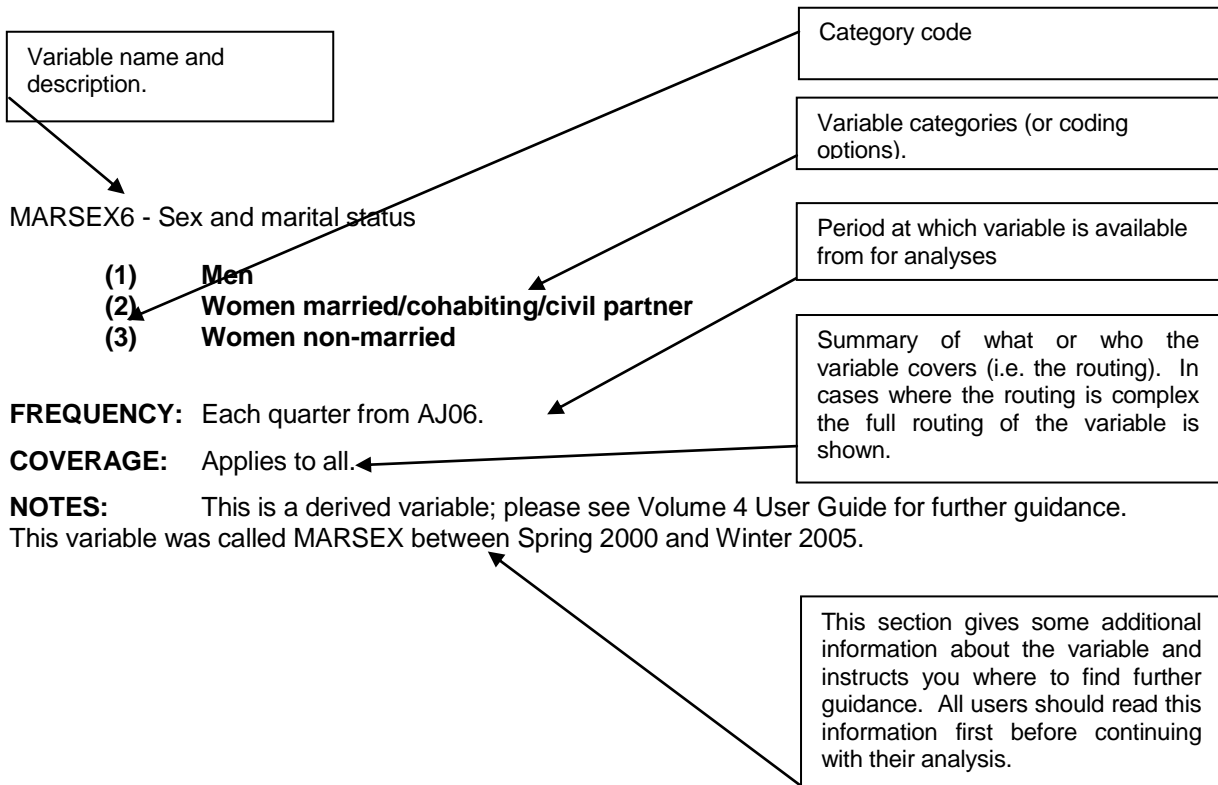 Variable name and
description.
Category code
Variable categories (or coding
options).
MARSEX6 - Sex and marital status
(1) Men
(2) Women married/cohabiting/civil partner
(3) Women non-married
Period at which variable is available
from for analyses
Summary of what or who the
variable covers (i.e. the routing). In
cases where the routing is complex
the full routing of the variable is
shown.
FREQUENCY: Each quarter from AJ06.
COVERAGE: Applies to all.
NOTES: This is a derived variable; please see Volume 4 User Guide for further guidance.
This variable was called MARSEX between Spring 2000 and Winter 2005.
This section gives some additional
information about the variable and
instructs you where to find further
guidance. All users should read this
information first before continuing
with their analysis.